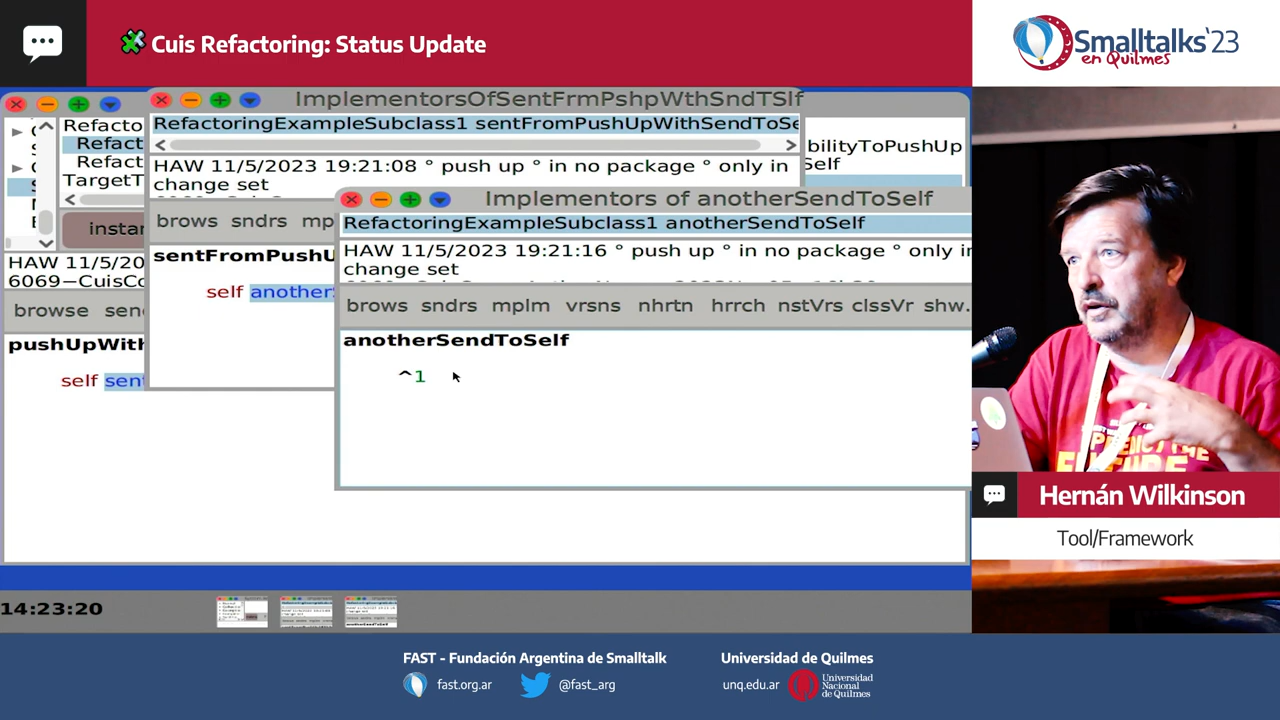 Cuis Refactoring: Status Update
Smalltalks'23
en Quilmes
ImplementorsOfSentFrmPshpWthSndTSlf
Refacto
RefactoringExampleSubclass1 sentFromPushUpWithSendToSe
Refact
bilityToPushUp
Refact
HAW 11/5/2023 19:21:08 ° push up ° in no package ° only in
Self
TargetT
change set
Implementors of anotherSendToSelf
instar
brows sndrs mp
RefactoringExampleSubclass1 anotherSendToSelf
HAW 11/5/20
sentFromPushU
HAW 11/5/2023 19:21:16 ° push up ° in no package ° only in
6069-CuisCo
change set
self another
browse sen
brows sndrs mplm vrsns nhrtn hrrch nstVrs clssVr shw.
pushUpWith
anotherSendToSelf
self sent
^1
Hernán Wilkinson
Tool/Framework
14:23:20
FAST - Fundación Argentina de Smalltalk
Universidad de Quilmes
fast.org.ar
@fast_arg
unq.edu.ar
Universidad
Nacional
de Quilmes